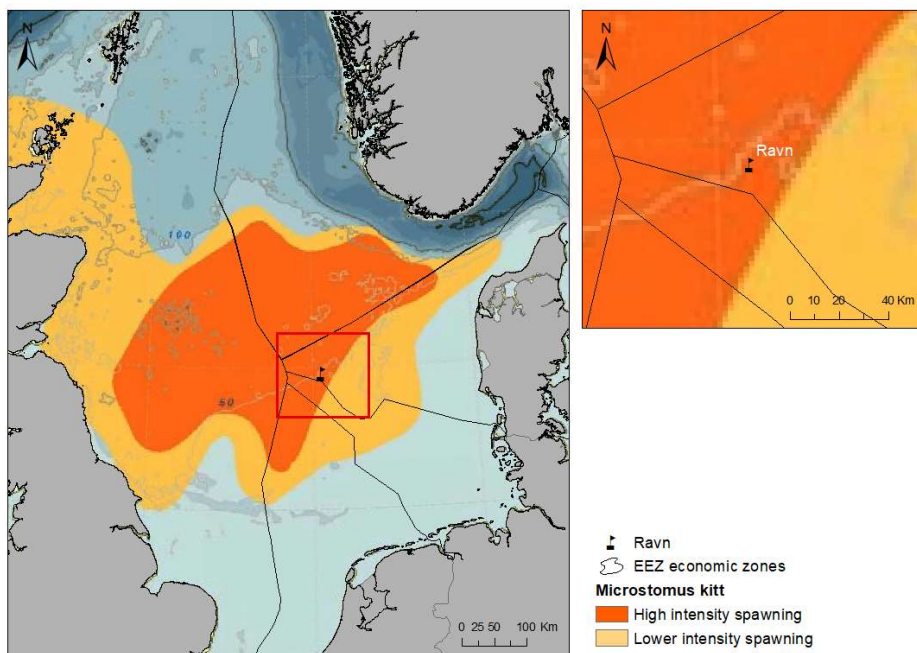 N
100
60
0 25 50 100 Km
N
Ravn
0 10 20 40 Km
Ravn
EEZ economic zones
Microstomus kitt
High intensity spawning
Lower intensity spawning